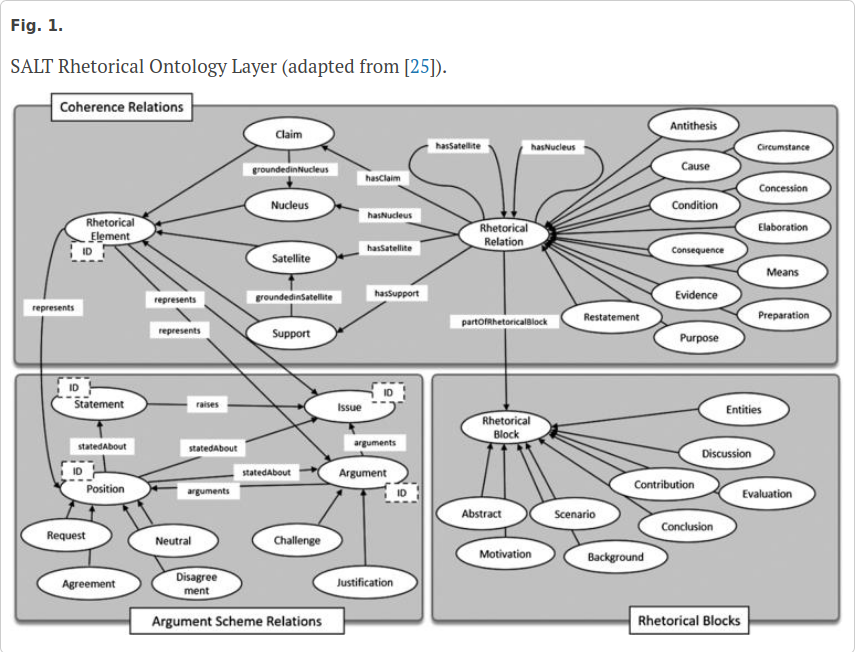 Fig. 1.
SALT Rhetorical Ontology Layer (adapted from [25]).
Coherence Relations
Claim
groundedinNucleus
Nucleus
Rhetorical
Element
ID
Satellite
groundedinSatellite
Support
hasClaim
hasNucleus
hasSatellite
hasSupport
hasSatellite
hasNucleus
Rhetorical
Relation
Antithesis
Circumstance
Cause
Concession
Condition
Elaboration
Consequence
Means
Evidence
Preparation
Restatement
Purpose
represents
represents
represents
partOfRhetoricalBlock
ID
Statement
raises
Issue
ID
statedAbout
statedAbout
arguments
ID
Position
statedAbout
arguments
Argument
ID
Request
Neutral
Challenge
Agreement
Disagree
ment
Justification
Argument Scheme Relations
Rhetorical
Block
Entities
Discussion
Contribution
Evaluation
Abstract
Scenario
Conclusion
Motivation
Background
Rhetorical Blocks